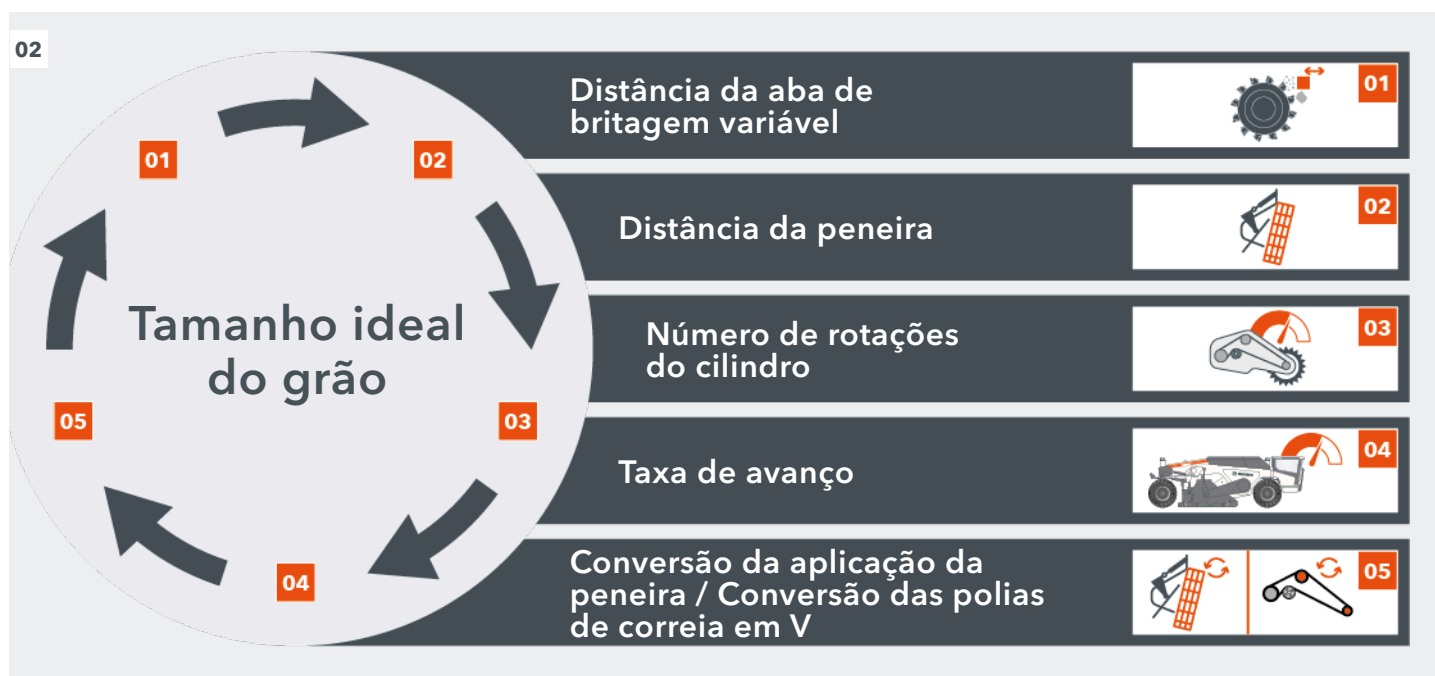 02
01
02
03
04
05
Tamanho ideal
do grão
Distância da aba de
britagem variável
01
Distância da peneira
02
Número de rotações
do cilindro
03
Taxa de avanço
04
Conversão da aplicação da
peneira / Conversão das polias
de correia em V
05